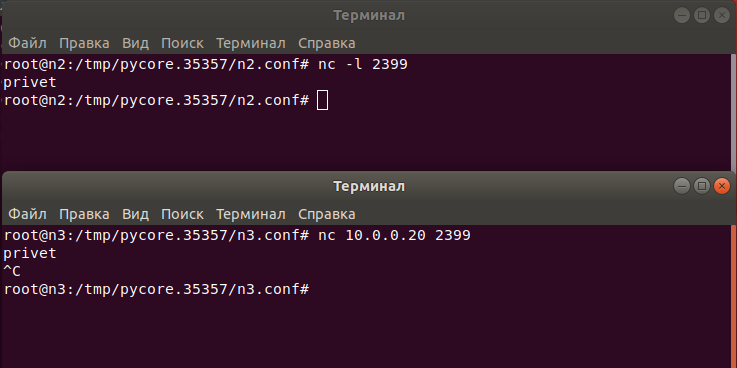 Терминал
Файл Правка Вид Поиск Терминал Справка
root@n2:/tmp/pycore.35357/n2.conf# nc -l 2399
privet
root@n2:/tmp/pycore.35357/n2.conf#
Терминал
Файл Правка Вид Поиск Терминал Справка
root@n3:/tmp/pycore.35357/n3.conf# nc 10.0.0.20 2399
privet
^C
root@n3:/tmp/pycore.35357/n3.conf#